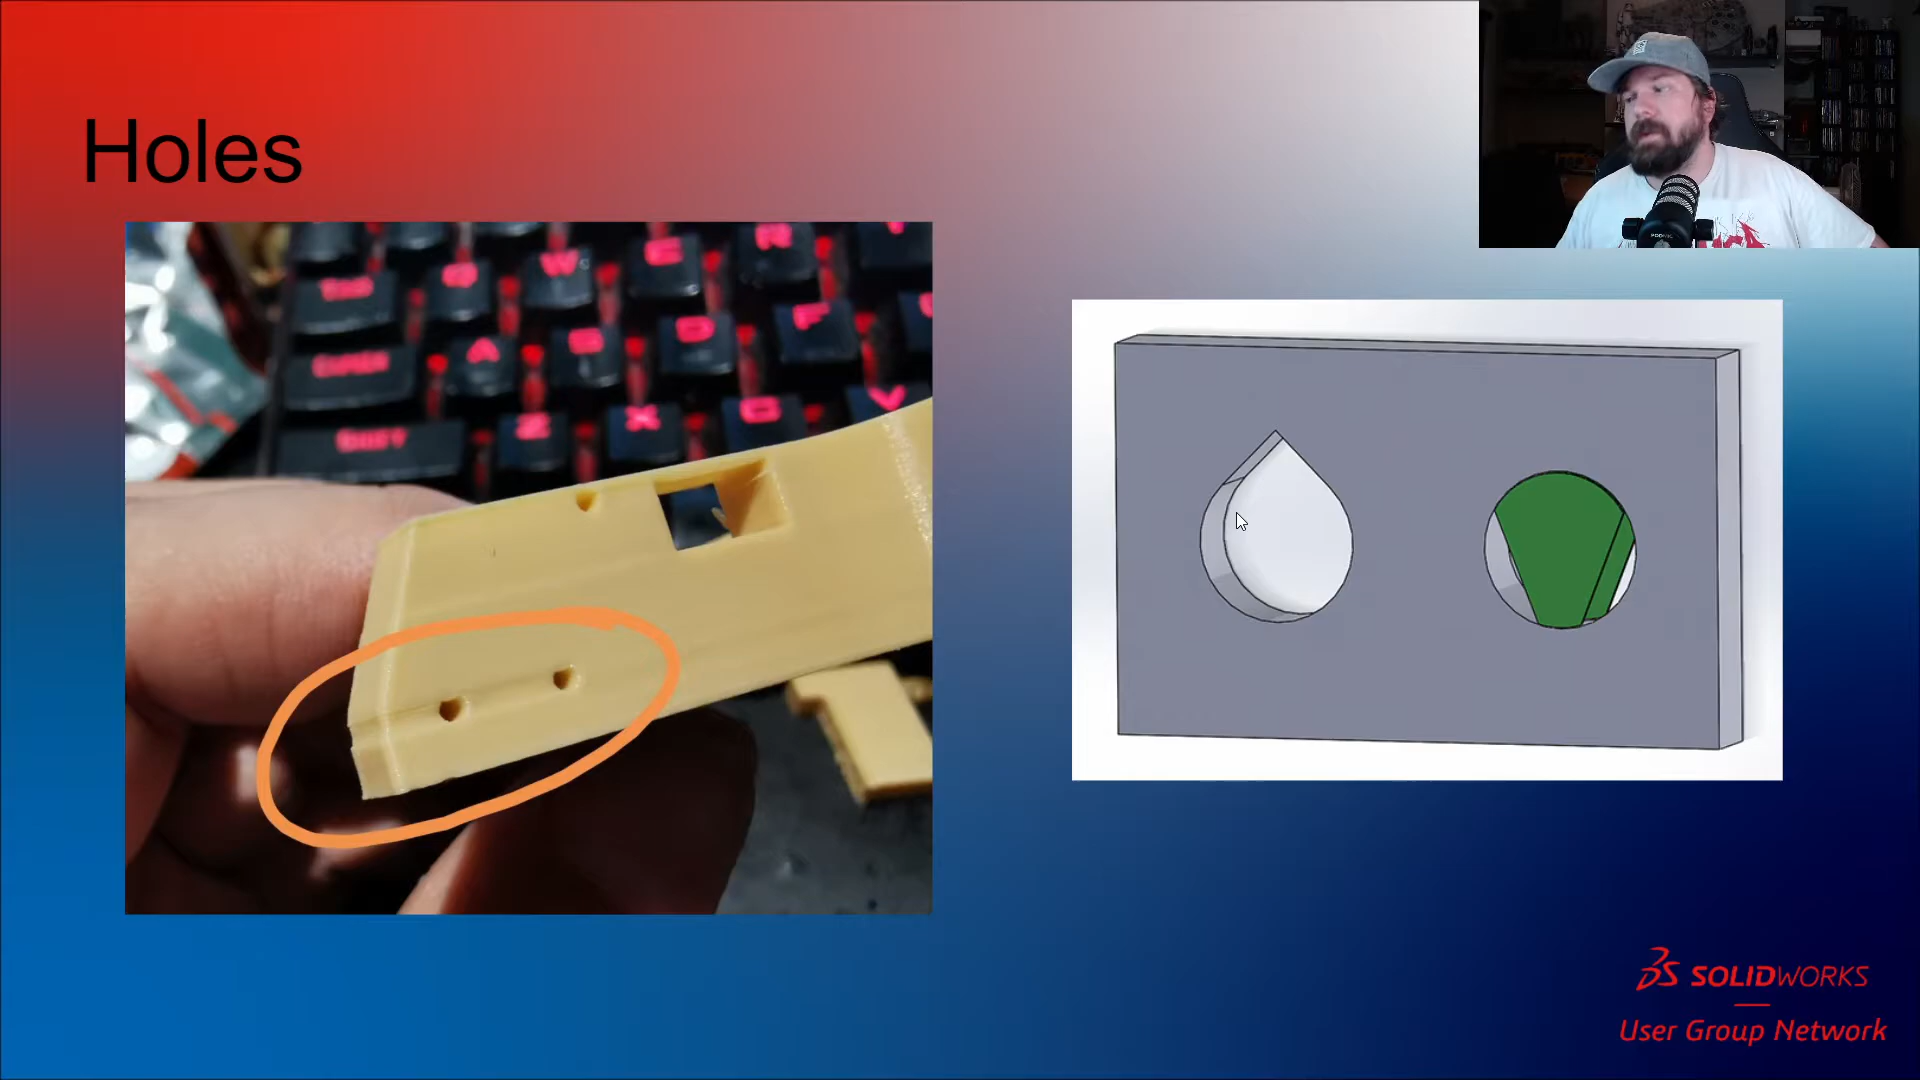 Holes
Q
W
E
R
A
S
D
F
Z
X
C
V
SOLIDWORKS
User Group Network